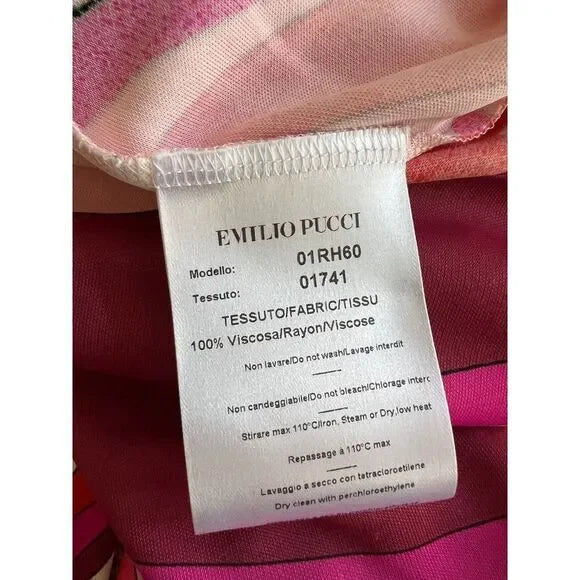 EMILIO PUCCI
Modello: 01RH60
Tessuto: 01741
TESSUTO/FABRIC/TISSU
100% Viscosa/Rayon/Viscose
Non lavare/Do not wash/Lavage interdit
Non candeggiabile/Do not bleach/Chlorage interd
Stirare max 110°C/Iron, Steam or Dry, low heat
Repassage à 110°C max
Lavaggio a secco con tetracloroetilene
Dry clean with perchloroethylene